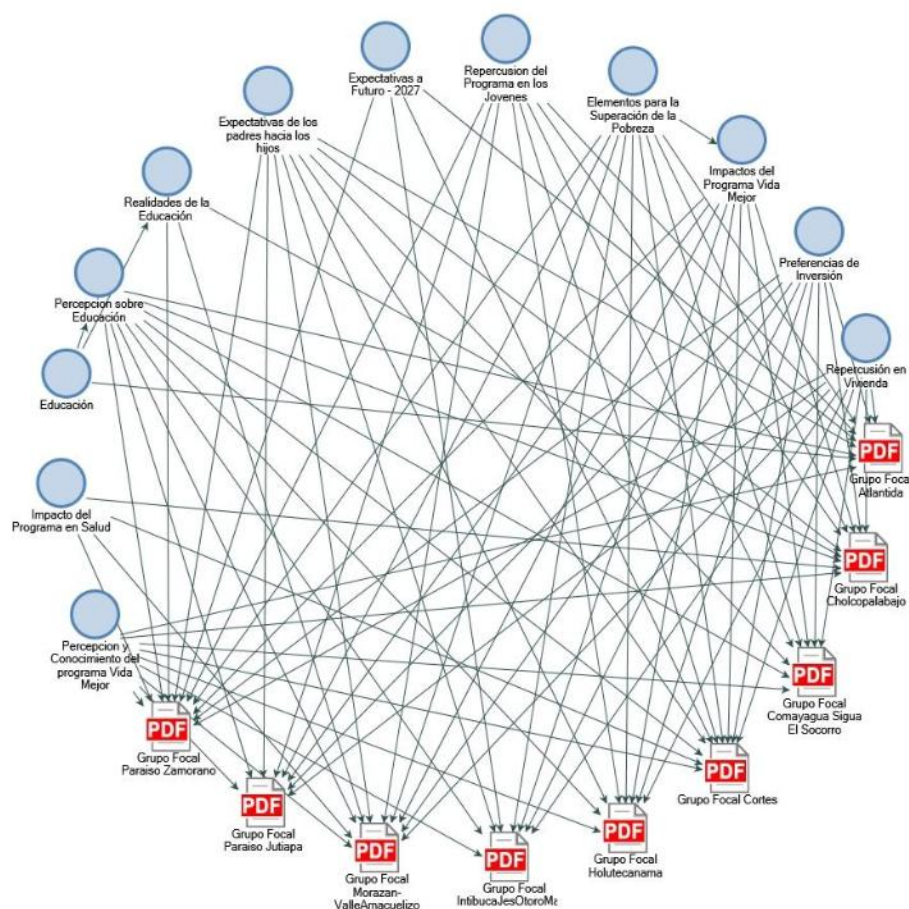 Expectativas a
Futuro - 2027
Repercusion del
Programa en los
Jovenes
Elementos para la
Superación de la
Pobreza
Expectativas de los
padres hacia los
hijos
Impactos del
Programa Vida
Mejor
Realidades de la
Educación
Preferencias de
Inversión
Percepcion sobre
Educación
Repercusión en
Vivienda
Educación
PDF
Grupo Foca
Atlantida
Impacto del
Programa en Salud
PDF
Grupo Focal
Cholcopalabajo
Percepcion y
Conocimiento del
programa Vida
Mejor
PDF
Grupo Focal
Comayagua Sigua
El Socorro
PDF
Grupo Focal
Paraiso Zamorano
PDF
Grupo Focal Cortes
PDF
Grupo Focal
Paraiso Jutiapa
PDF
Grupo Focal
Holutecanama
PDF
Grupo Focal
Morazan-
ValleAmacuelizo
PDF
Grupo Focal
IntibucaJesOtoroMa